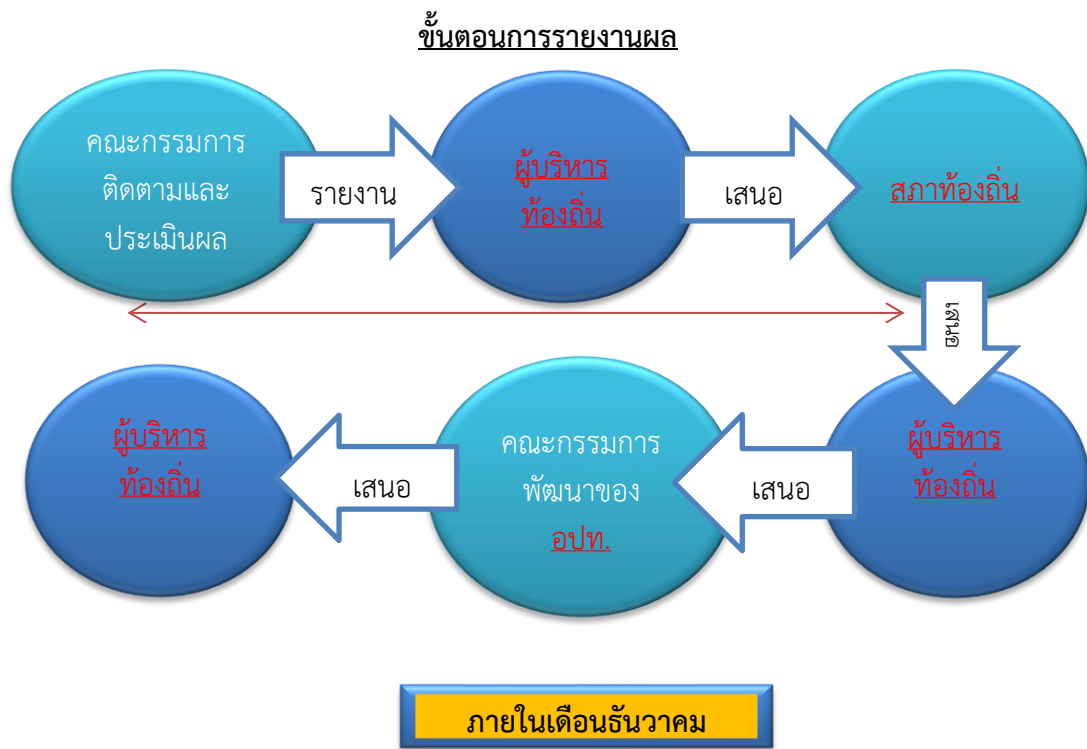 ขั้นตอนการรายงานผล
คณะกรรมการ
ติดตามและ
ประเมินผล
รายงาน
ผู้บริหาร
ท้องถิ่น
เสนอ
สภาท้องถิ่น
เสนอ
ผู้บริหาร
ท้องถิ่น
เสนอ
คณะกรรมการ
พัฒนาของ
อปท.
เสนอ
ผู้บริหาร
ท้องถิ่น
ภายในเดือนธันวาคม